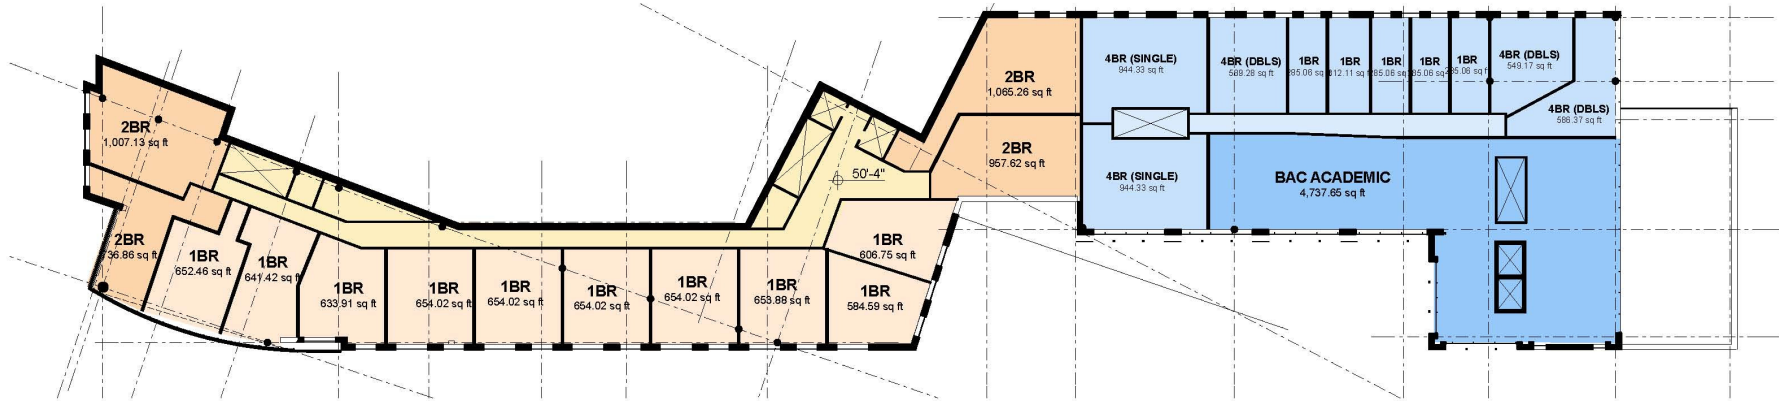 2BR
1,007.13 sq ft
2BR
36.86 sq ft
1BR
652.46 sq ft
1BR
641.42 sq ft
1BR
633.91 sq ft
1BR
654.02 sq ft
1BR
654.02 sq ft
1BR
654.02 sq ft
1BR
654.02 sq ft
1BR
653.88 sq ft
1BR
584.59 sq ft
1BR
606.75 sq ft
50'-4"
2BR
1,065.26 sq ft
2BR
957.62 sq ft
4BR (SINGLE)
944.33 sq ft
4BR (SINGLE)
944.33 sq ft
4BR (DBLS)
1BR
1BR
1BR
1BR
1BR
4BR (DBLS)
549.17 sq ft
4BR (DBLS)
586.37 sq ft
BAC ACADEMIC
4,737.65 sq ft